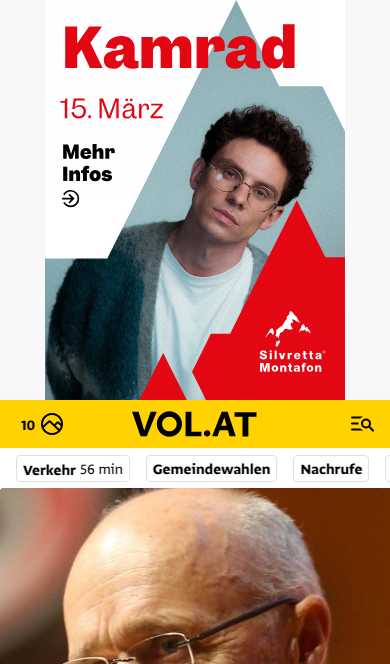 Kamrad
15. März
Mehr
Infos
Silvretta
Montafon
10
VOL.AT
Verkehr 56 min
Gemeindewahlen
Nachrufe